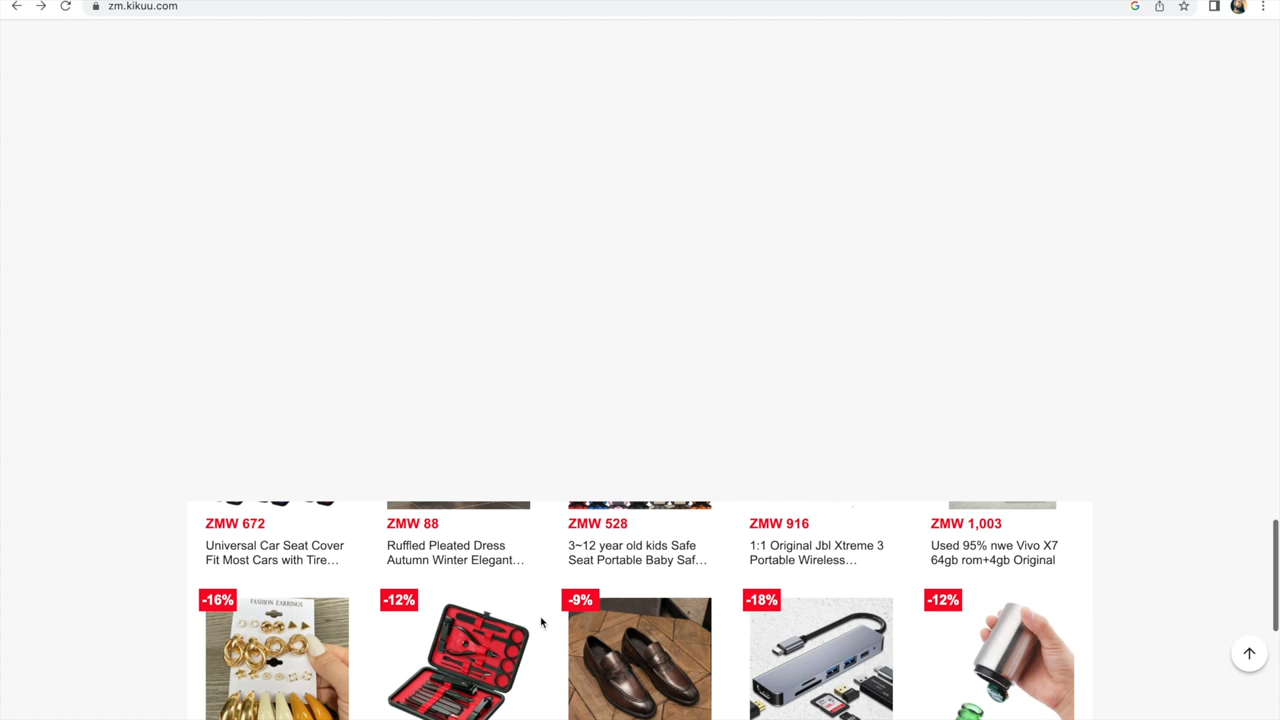 zm.kikuu.com
ZMW 672
Universal Car Seat Cover
Fit Most Cars with Tire...
ZMW 88
Ruffled Pleated Dress
Autumn Winter Elegant...
ZMW 528
3~12 year old kids Safe
Seat Portable Baby Saf...
ZMW 916
1:1 Original Jbl Xtreme 3
Portable Wireless...
ZMW 1,003
Used 95% nwe Vivo X7
64gb rom+4gb Original
-16%
-12%
-9%
-18%
-12%
FASHION EARRINGS